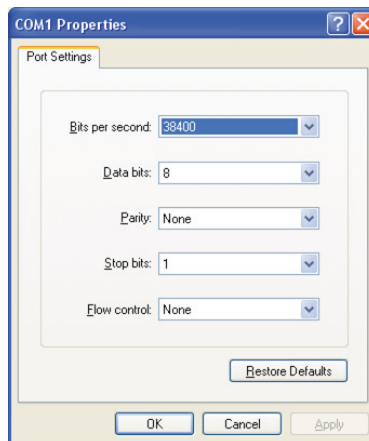 COM1 Properties
Port Settings
Bits per second: 38400
Data bits: 8
Parity: None
Stop bits: 1
Flow control: None
Restore Defaults
OK Cancel Apply